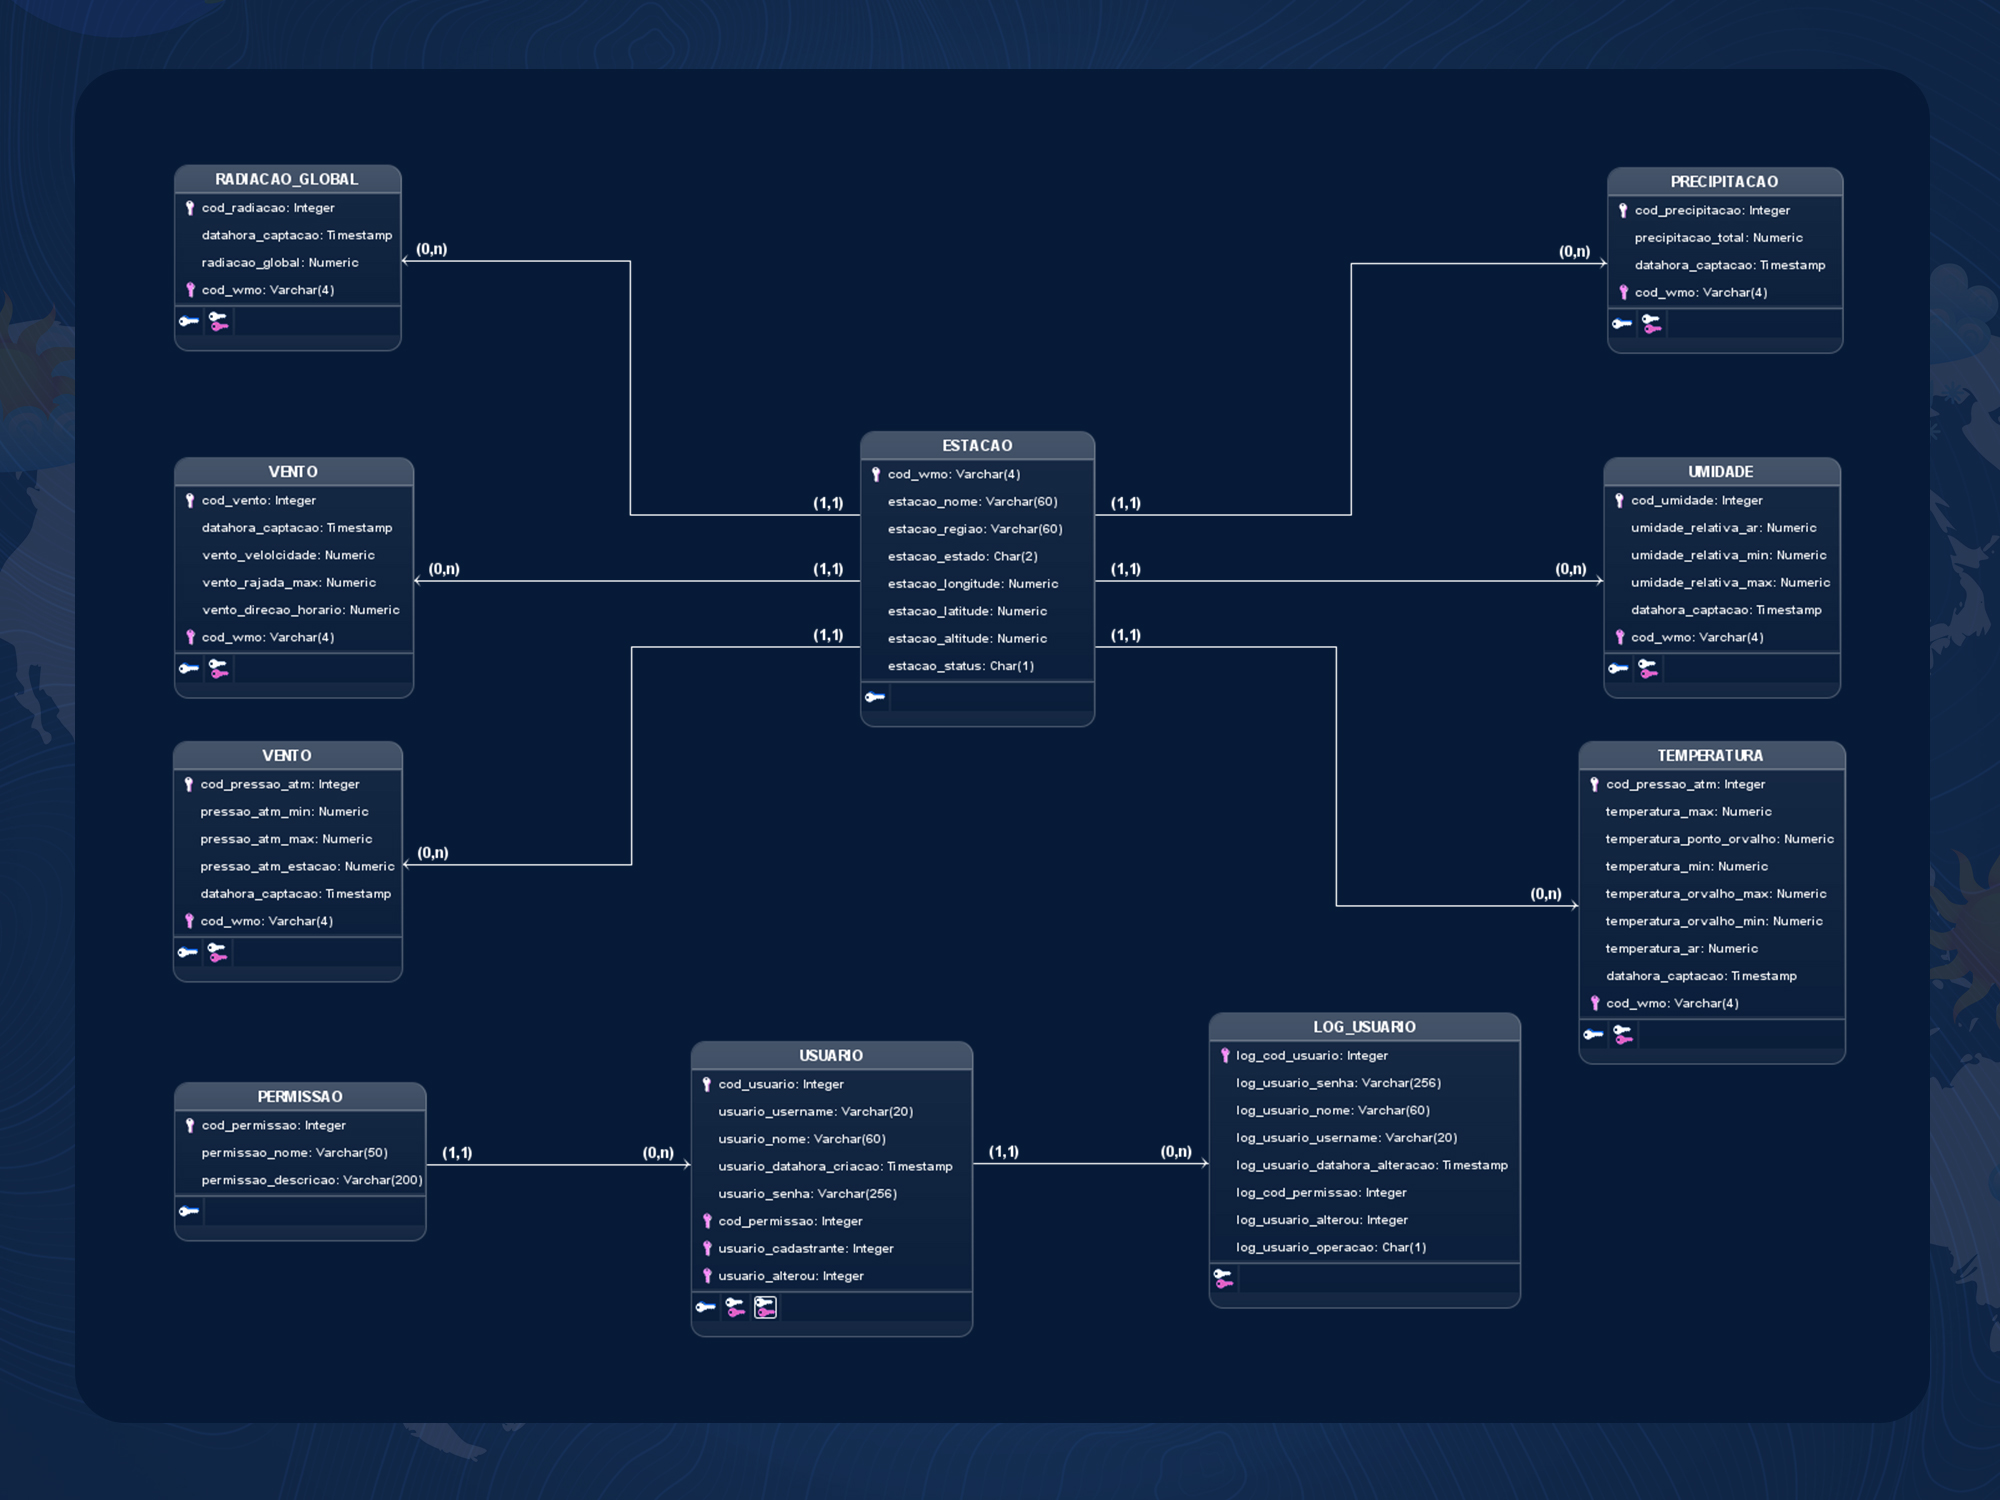 RADIACAO_GLOBAL
cod_radiacao: Integer
datahora_captacao: Timestamp
radiacao_global: Numeric
cod_wmo: Varchar(4)
(0,n)
PRECIPITACAO
cod_precipitacao: Integer
precipitacao_total: Numeric
datahora_captacao: Timestamp
cod_wmo: Varchar(4)
(0,n)
VENTO
cod_vento: Integer
datahora_captacao: Timestamp
vento_velolcidade: Numeric
vento_rajada_max: Numeric
vento_direcao_horario: Numeric
cod_wmo: Varchar(4)
(0,n)
(1,1)
(1,1)
(1,1)
ESTACAO
cod_wmo: Varchar(4)
estacao_nome: Varchar(60)
estacao_regiao: Varchar(60)
estacao_estado: Char(2)
estacao_longitude: Numeric
estacao_latitude: Numeric
estacao_altitude: Numeric
estacao_status: Char(1)
(1,1)
(1,1)
(1,1)
(0,n)
UMIDADE
cod_umidade: Integer
umidade_relativa_ar: Numeric
umidade_relativa_min: Numeric
umidade_relativa_max: Numeric
datahora_captacao: Timestamp
cod_wmo: Varchar(4)
VENTO
cod_pressao_atm: Integer
pressao_atm_min: Numeric
pressao_atm_max: Numeric
pressao_atm_estacao: Numeric
datahora_captacao: Timestamp
cod_wmo: Varchar(4)
(0,n)
(0,n)
TEMPERATURA
cod_pressao_atm: Integer
temperatura_max: Numeric
temperatura_ponto_orvalho: Numeric
temperatura_min: Numeric
temperatura_orvalho_max: Numeric
temperatura_orvalho_min: Numeric
temperatura_ar: Numeric
datahora_captacao: Timestamp
cod_wmo: Varchar(4)
PERMISSAO
cod_permissao: Integer
permissao_nome: Varchar(50)
permissao_descricao: Varchar(200)
(1,1)
(0,n)
USUARIO
cod_usuario: Integer
usuario_username: Varchar(20)
usuario_nome: Varchar(60)
usuario_datahora_criacao: Timestamp
usuario_senha: Varchar(256)
cod_permissao: Integer
usuario_cadastrante: Integer
usuario_alterou: Integer
(1,1)
(0,n)
LOG_USUARIO
log_cod_usuario: Integer
log_usuario_senha: Varchar(256)
log_usuario_nome: Varchar(60)
log_usuario_username: Varchar(20)
log_usuario_datahora_alteracao: Timestamp
log_cod_permissao: Integer
log_usuario_alterou: Integer
log_usuario_operacao: Char(1)